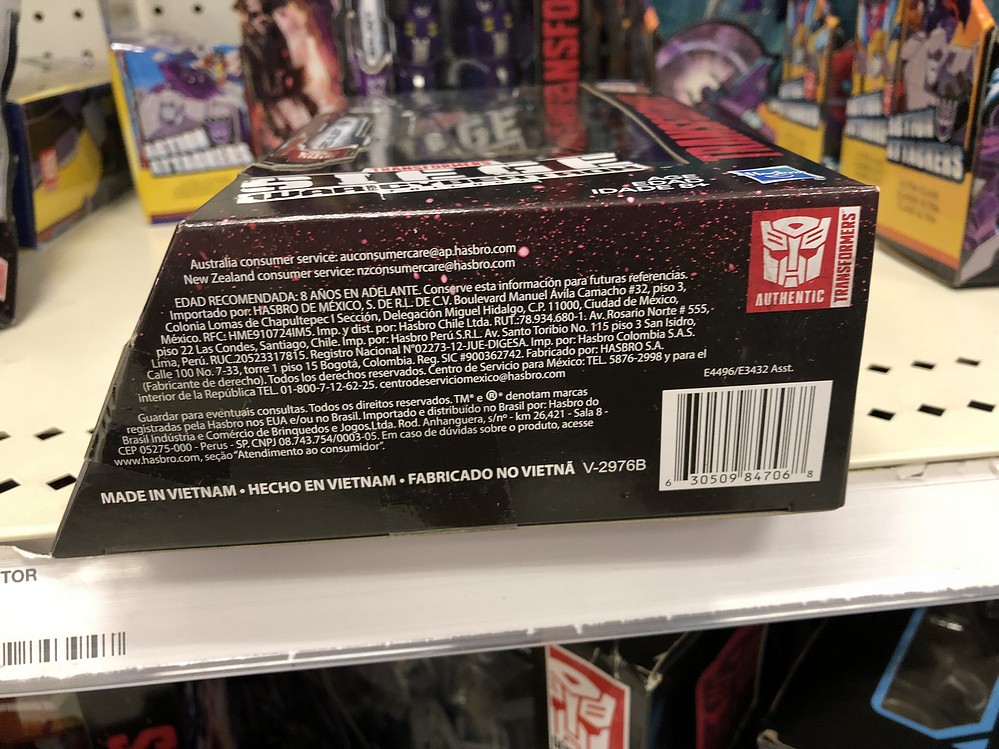 TRANSFORMERS
SIEGE
WAR FOR CYBERTRON
AGE
IDADE 8+
Hasbro
AUTHENTIC
TRANSFORMERS
Australia consumer service: auconsumercare@ap.hasbro.com
New Zealand consumer service: nzconsumercare@hasbro.com
EDAD RECOMENDADA: 8 AÑOS EN ADELANTE. Conserve esta información para futuras referencias.
Importado por: HASBRO DE MÉXICO, S. DE R.L. DE C.V. Boulevard Manuel Ávila Camacho #32, piso 3,
Colonia Lomas de Chapultepec I Sección, Delegación Miguel Hidalgo, C.P. 11000, Ciudad de México,
México. RFC: HME910724IM5. Imp. y dist. por: Hasbro Chile Ltda. RUT.:78.934.680-1. Av. Rosario Norte # 555,
piso 22 Las Condes, Santiago, Chile. Imp. por: Hasbro Perú S.R.L. Av. Santo Toribio No. 115 piso 3 San Isidro,
Lima, Perú. RUC.20523317815. Registro Nacional N°02273-12-JUE-DIGESA. Imp. por: Hasbro Colombia S.A.S.
Calle 100 No. 7-33, torre 1 piso 15 Bogotá, Colombia. Reg. SIC #900362742. Fabricado por: HASBRO S.A.
(Fabricante de derecho). Todos los derechos reservados. Centro de Servicio para México: TEL. 5876-2998 y para el
interior de la República TEL. 01-800-7-12-62-25. centrodeserviciomexico@hasbro.com
E4496/E3432 Asst.
Guardar para eventuais consultas. Todos os direitos reservados. TM* e ®* denotam marcas
registradas pela Hasbro nos EUA e/ou no Brasil. Importado e distribuído no Brasil por: Hasbro do
Brasil Indústria e Comércio de Brinquedos e Jogos.Ltda. Rod. Anhanguera, s/nº - km 26,421 - Sala 8 -
CEP 05275-000 - Perus - SP. CNPJ 08.743.754/0003-05. Em caso de dúvidas sobre o produto, acesse
www.hasbro.com, seção "Atendimento ao consumidor".
MADE IN VIETNAM • HECHO EN VIETNAM • FABRICADO NO VIETNÃ V-2976B
6 30509 84706 8
TOR
ACTION
ATTACKERS
ACTION
ATTACKERS